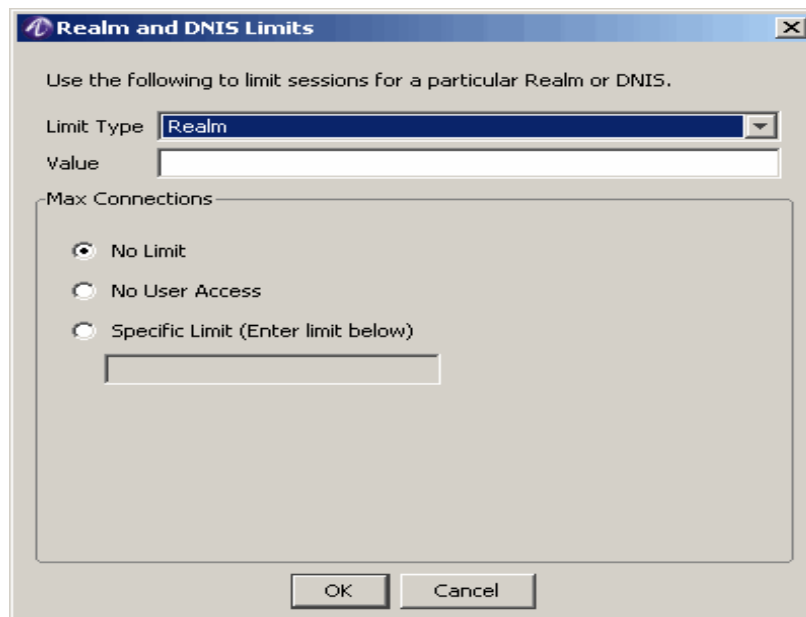 Realm and DNIS Limits
Use the following to limit sessions for a particular Realm or DNIS.
Limit Type Realm
Value
Max Connections
No Limit
No User Access
Specific Limit (Enter limit below)
OK Cancel